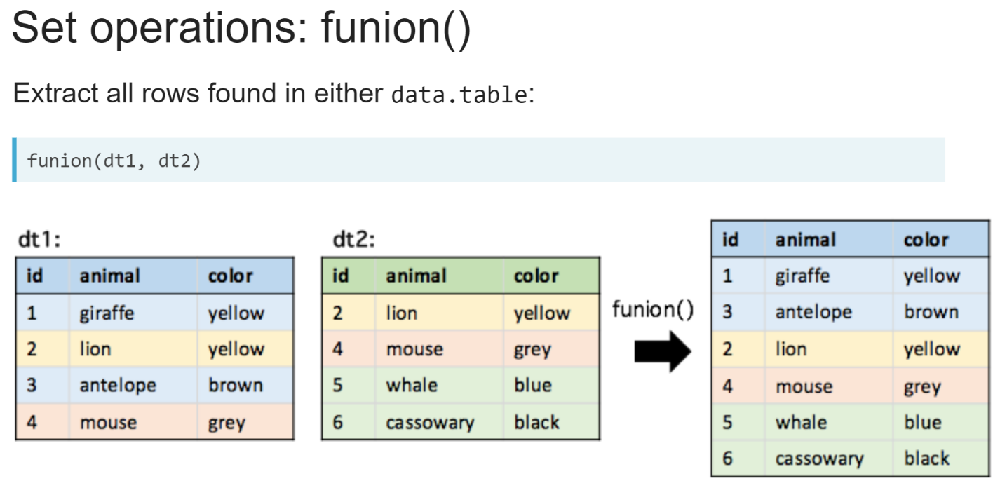 Set operations: funion()
Extract all rows found in either data.table:
funion(dt1, dt2)
dt1:
id animal color
1 giraffe yellow
2 lion yellow
3 antelope brown
4 mouse grey
dt2:
id animal color
2 lion yellow
4 mouse grey
5 whale blue
6 cassowary black
funion()
id animal color
1 giraffe yellow
3 antelope brown
2 lion yellow
4 mouse grey
5 whale blue
6 cassowary black